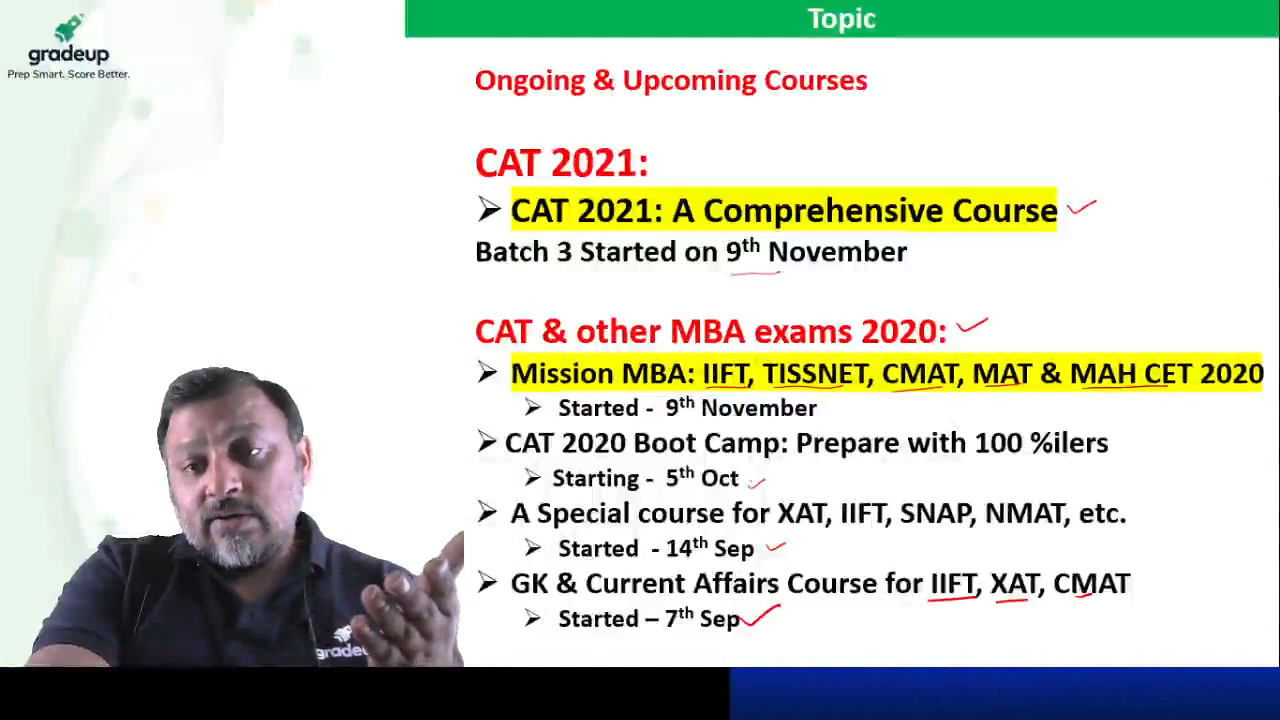 gradeup
Prep Smart. Score Better.
Topic
Ongoing & Upcoming Courses
CAT 2021:
➢ CAT 2021: A Comprehensive Course
Batch 3 Started on 9th November
CAT & other MBA exams 2020:
➢ Mission MBA: IIFT, TISSNET, CMAT, MAT & MAH CET 2020
➢ Started - 9th November
➢ CAT 2020 Boot Camp: Prepare with 100 %ilers
➢ Starting - 5th Oct
➢ A Special course for XAT, IIFT, SNAP, NMAT, etc.
➢ Started - 14th Sep
➢ GK & Current Affairs Course for IIFT, XAT, CMAT
➢ Started – 7th Sep
gradeu